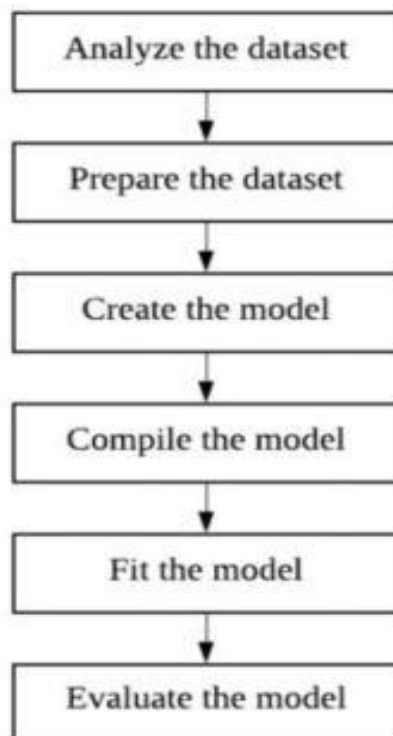 Analyze the dataset
Prepare the dataset
Create the model
Compile the model
Fit the model
Evaluate the model